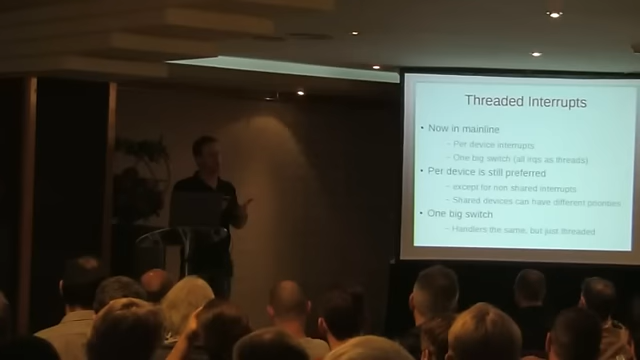 Threaded Interrupts
• Now in mainline
– Per device interrupts
– One big switch (all irqs as threads)
• Per device is still preferred
– except for non shared interrupts
– Shared devices can have different priorities
• One big switch
– Handlers the same, but just threaded